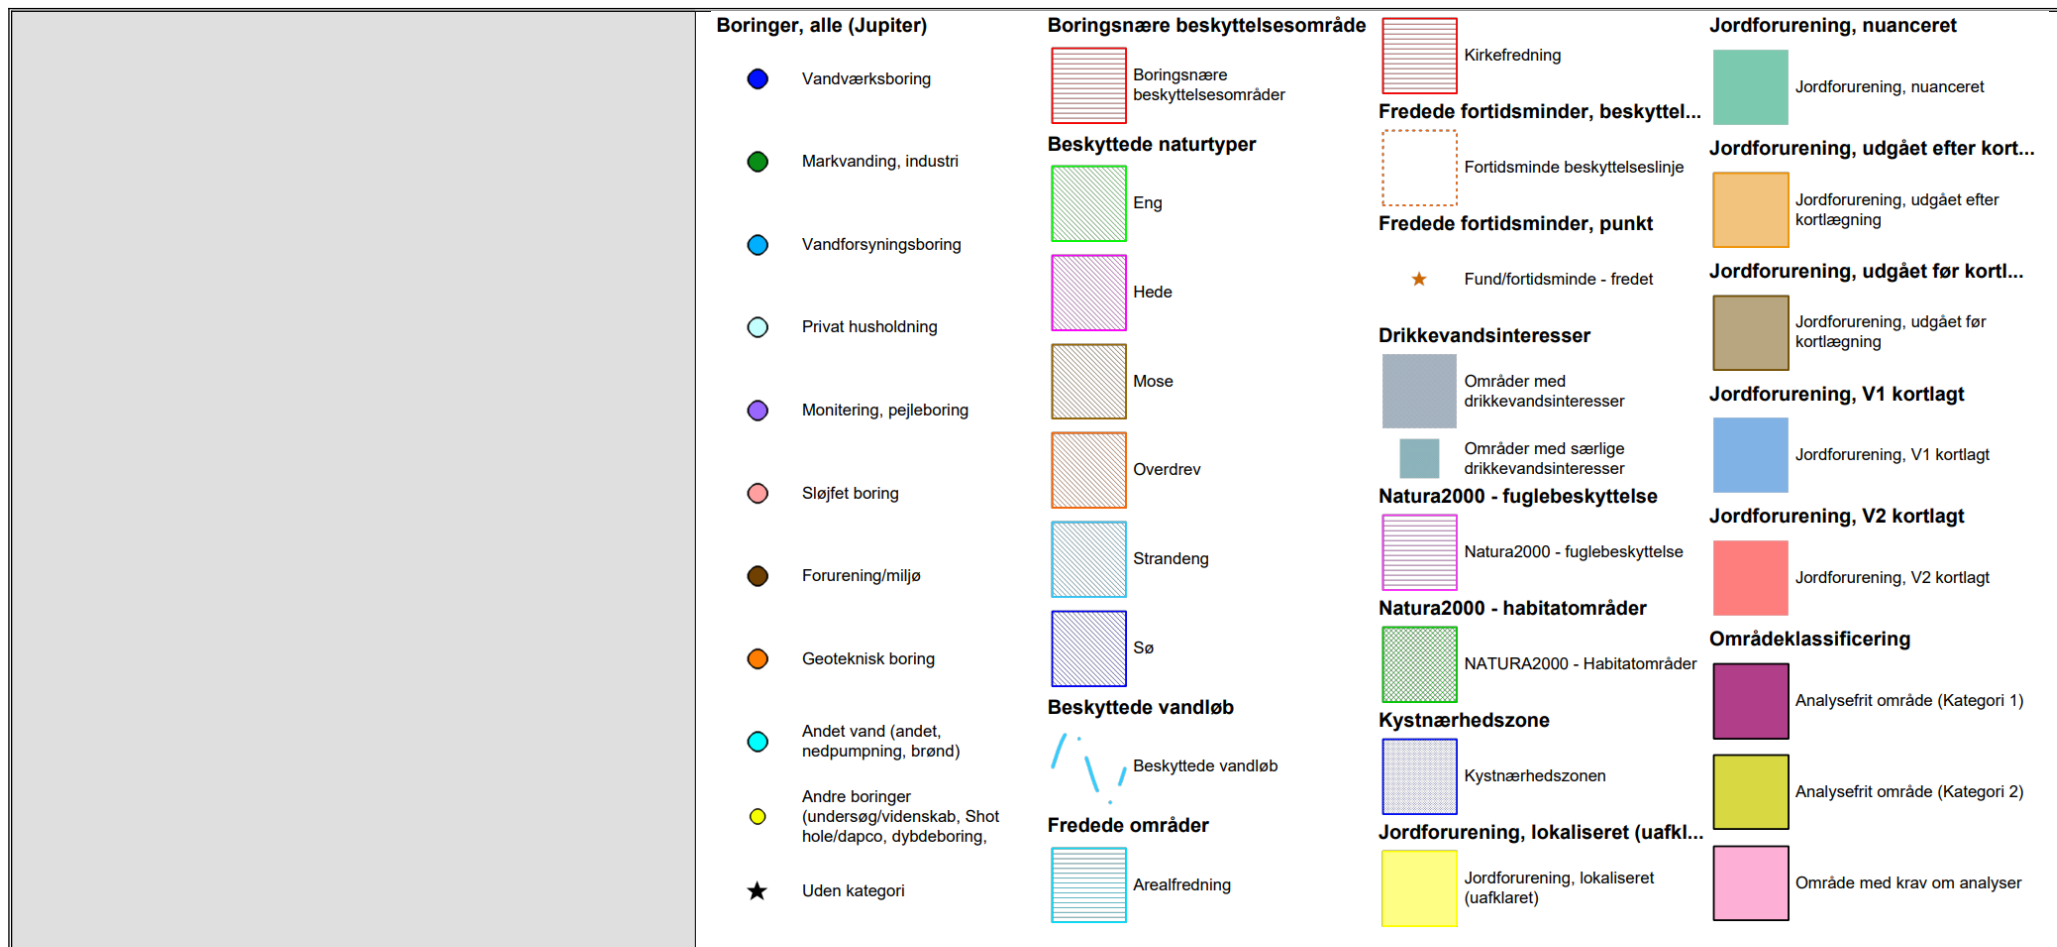 Boringer, alle (Jupiter)
Vandværksboring
Markvanding, industri
Vandforsyningsboring
Privat husholdning
Monitering, pejleboring
Sløjfet boring
Forurening/miljø
Geoteknisk boring
Andet vand (andet,
nedpumpning, brønd)
Andre boringer
(undersøg/videnskab, Shot
hole/dapco, dybdeboring,
Uden kategori
Boringsnære beskyttelsesområde
Boringsnære
beskyttelsesområder
Beskyttede naturtyper
Eng
Hede
Mose
Overdrev
Strandeng
Sø
Beskyttede vandløb
Beskyttede vandløb
Fredede områder
Arealfredning
Kirkefredning
Fredede fortidsminder, beskyttel...
Fortidsminde beskyttelseslinje
Fredede fortidsminder, punkt
Fund/fortidsminde - fredet
Drikkevandsinteresser
Områder med
drikkevandsinteresser
Områder med særlige
drikkevandsinteresser
Natura2000 - fuglebeskyttelse
Natura2000 - fuglebeskyttelse
Natura2000 - habitatområder
NATURA2000 - Habitatområder
Kystnærhedszone
Kystnærhedszonen
Jordforurening, lokaliseret (uafkl...
Jordforurening, lokaliseret
(uafklaret)
Jordforurening, nuanceret
Jordforurening, nuanceret
Jordforurening, udgået efter kort...
Jordforurening, udgået efter
kortlægning
Jordforurening, udgået før kortl...
Jordforurening, udgået før
kortlægning
Jordforurening, V1 kortlagt
Jordforurening, V1 kortlagt
Jordforurening, V2 kortlagt
Jordforurening, V2 kortlagt
Områdeklassificering
Analysefrit område (Kategori 1)
Analysefrit område (Kategori 2)
Område med krav om analyser